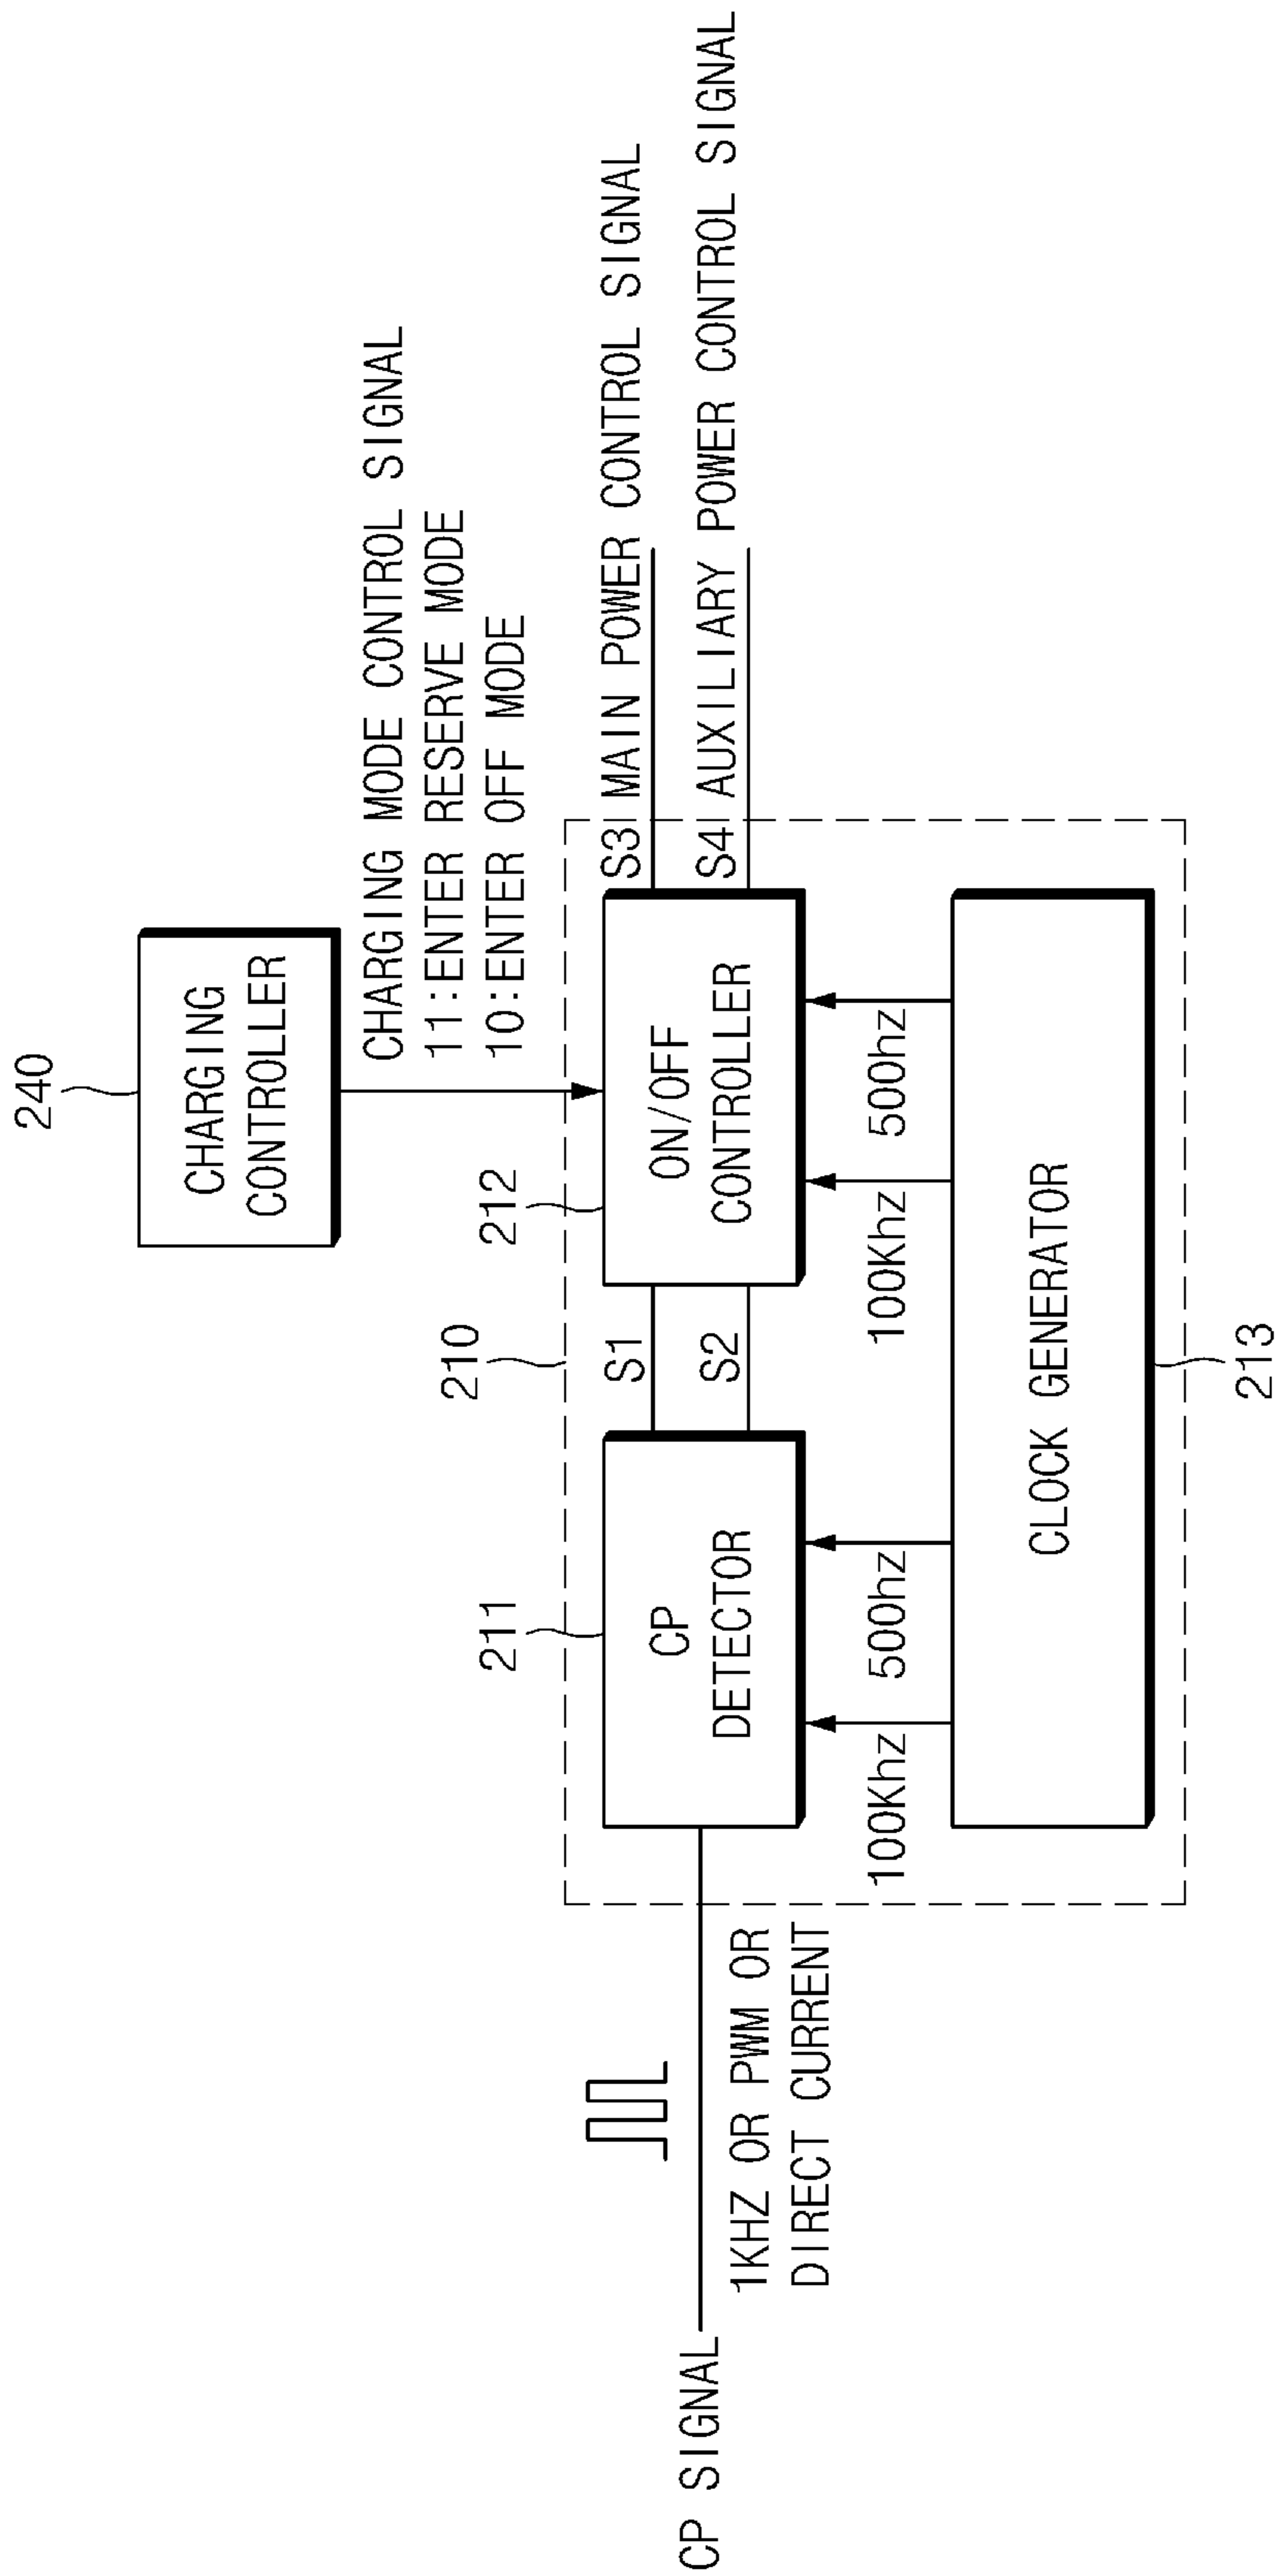 240
CHARGING
CONTROLLER
CHARGING MODE CONTROL SIGNAL
11:ENTER RESERVE MODE
10:ENTER OFF MODE
210
211
212
CP SIGNAL
1KHZ OR PWM OR
DIRECT CURRENT
CP
DETECTOR
S1
S2
ON/OFF
CONTROLLER
S3 MAIN POWER CONTROL SIGNAL
S4 AUXILIARY POWER CONTROL SIGNAL
100Khz
500hz
100Khz
500hz
CLOCK GENERATOR
213